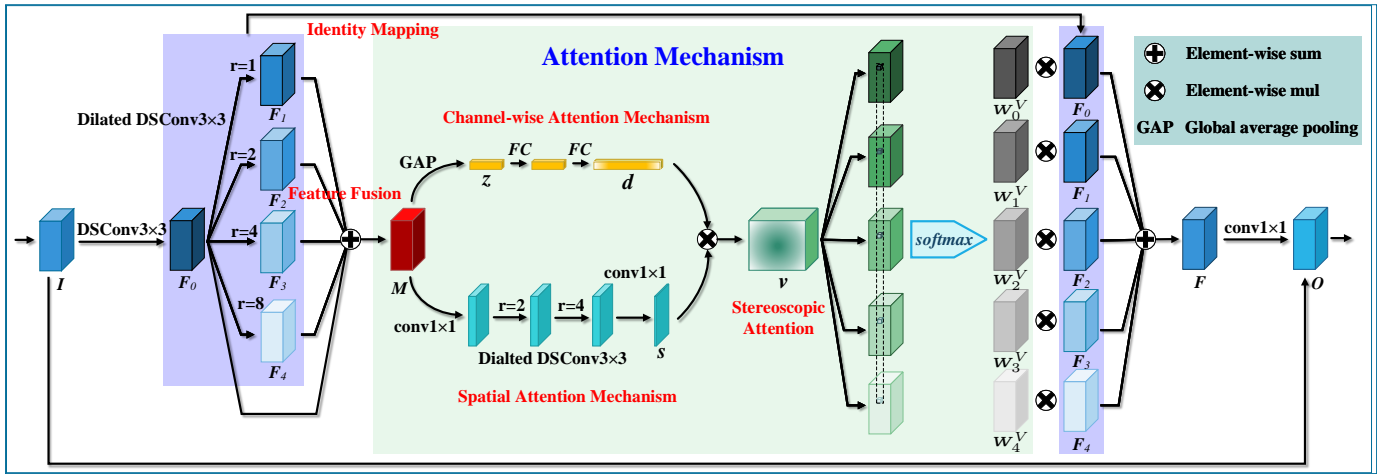 Identity Mapping
Attention Mechanism
r=1
F1
Dilated DSConv3×3
r=2
F2
Feature Fusion
DSConv3×3
r=4
F3
r=8
F4
I
F0
M
Channel-wise Attention Mechanism
GAP
FC
FC
z
d
conv1×1
r=2
r=4
conv1×1
Dialted DSConv3×3
s
Spatial Attention Mechanism
v
Stereoscopic
Attention
softmax
W0V
W1V
W2V
W3V
W4V
F0
F1
F2
F3
F4
Element-wise sum
Element-wise mul
GAP Global average pooling
F
conv1×1
O